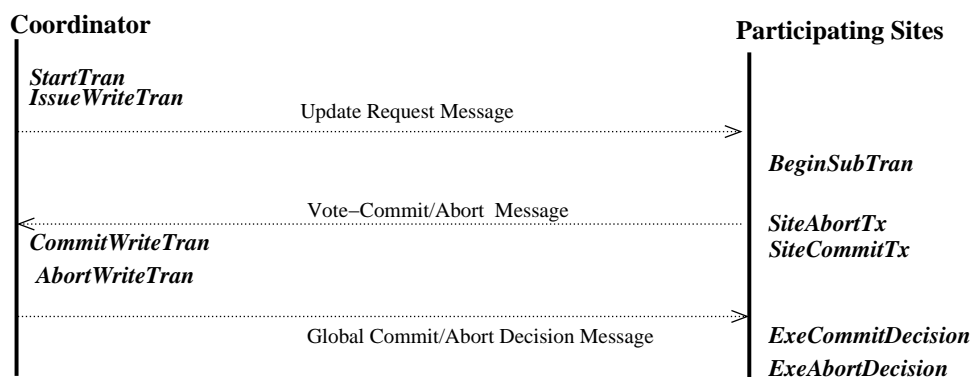 Coordinator
Participating Sites
StartTran
IssueWriteTran
Update Request Message
BeginSubTran
Vote–Commit/Abort Message
SiteAbortTx
CommitWriteTran
SiteCommitTx
AbortWriteTran
Global Commit/Abort Decision Message
ExeCommitDecision
ExeAbortDecision